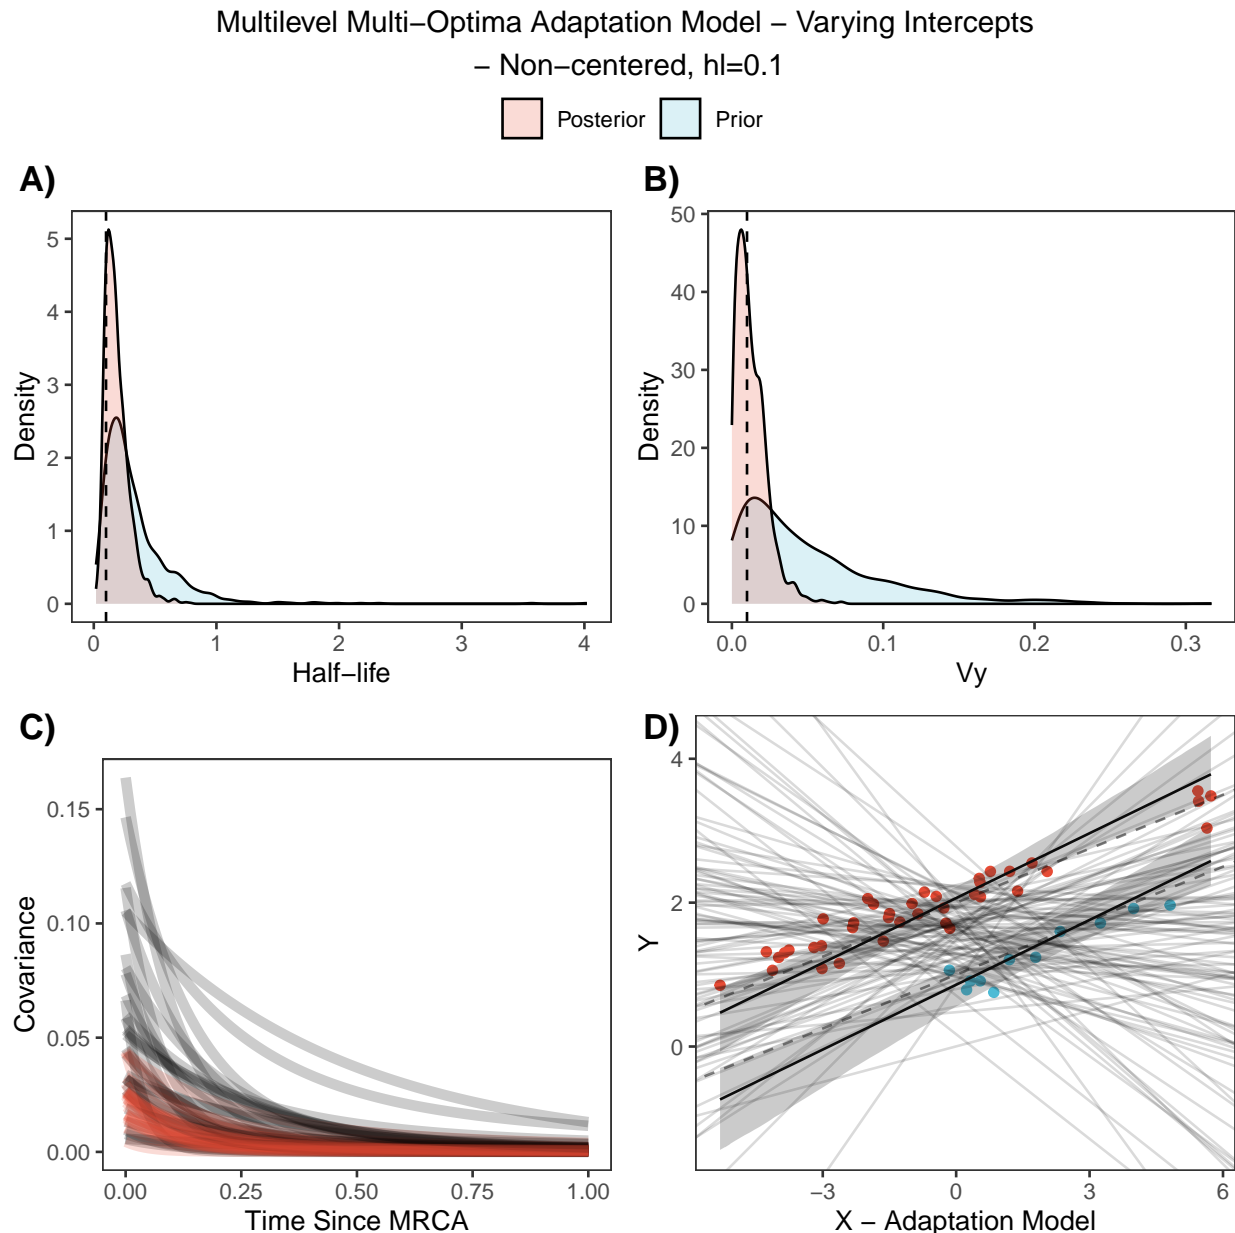 Multilevel Multi−Optima Adaptation Model − Varying Intercepts
− Non−centered, hl=0.1
Posterior Prior
A)
Density
5
4
3
2
1
0
0 1 2 3 4
Half−life
B)
Density
50
40
30
20
10
0
0.0 0.1 0.2 0.3
Vy
C)
Covariance
0.15
0.10
0.05
0.00
0.00 0.25 0.50 0.75 1.00
Time Since MRCA
D)
Y
4
2
0
−3 0 3 6
X − Adaptation Model